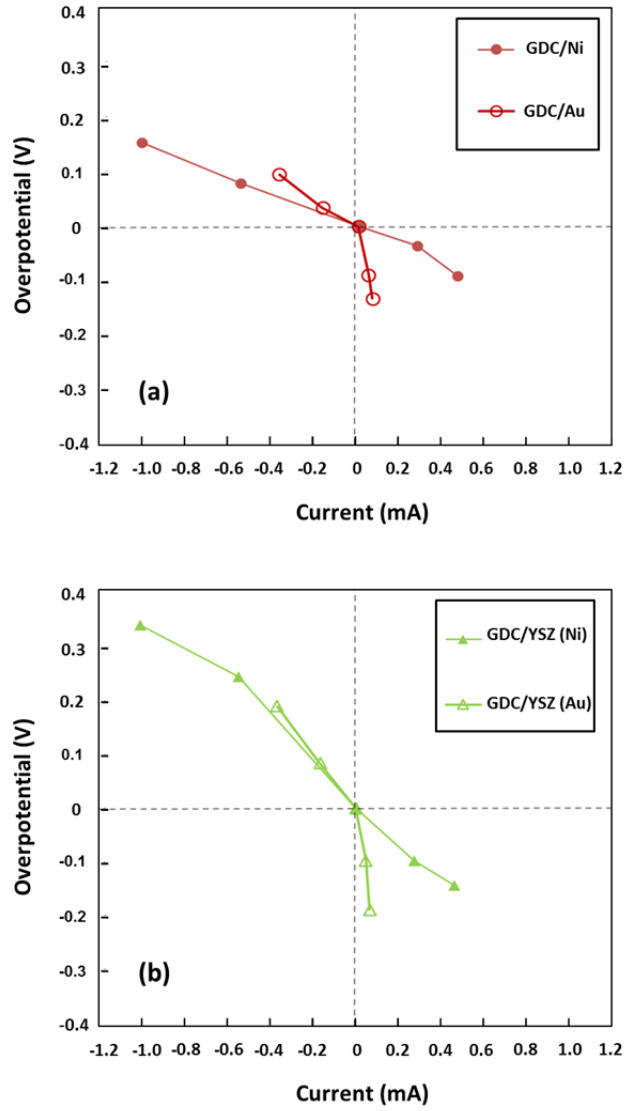 0.4
GDC/Ni
0.3
GDC/Au
0.2
0.1
0
-0.1
-0.2
-0.3
-0.4
Overpotential (V)
(a)
-1.2 -1.0 -0.8 -0.6 -0.4 -0.2 0 0.2 0.4 0.6 0.8 1.0 1.2
Current (mA)
0.4
GDC/YSZ (Ni)
0.3
GDC/YSZ (Au)
0.2
0.1
0
-0.1
-0.2
-0.3
-0.4
Overpotential (V)
(b)
-1.2 -1.0 -0.8 -0.6 -0.4 -0.2 0 0.2 0.4 0.6 0.8 1.0 1.2
Current (mA)